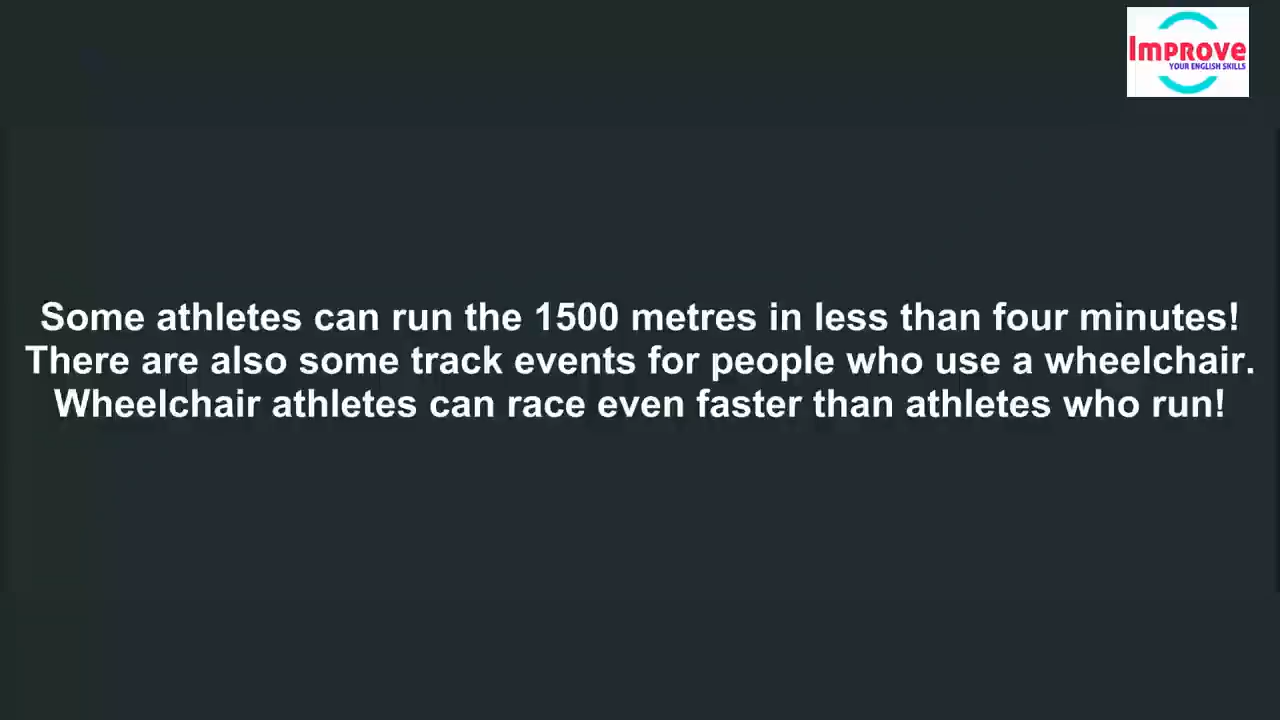 Improve
YOUR ENGLISH SKILLS
Some athletes can run the 1500 metres in less than four minutes!
There are also some track events for people who use a wheelchair.
Wheelchair athletes can race even faster than athletes who run!